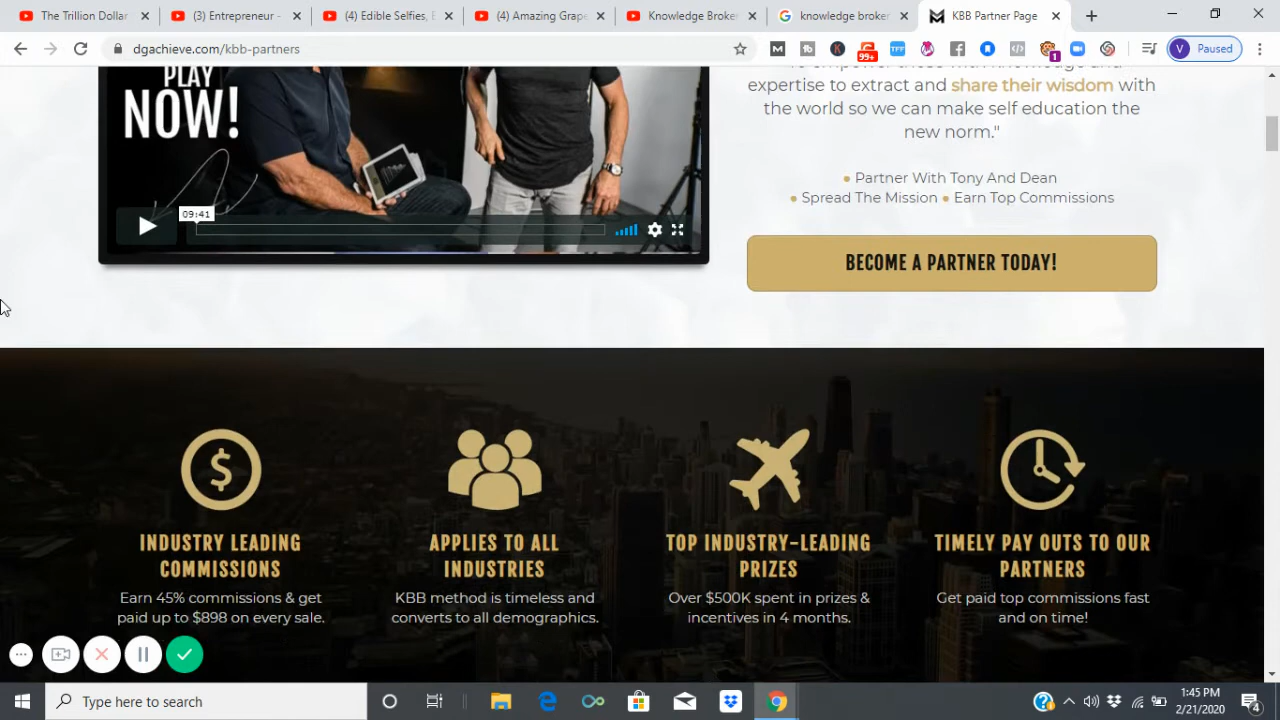 The Trillion Dollar
(3) Entrepreneur -
(4) Edible Selfies, E
(4) Amazing Grape
Knowledge Broker
knowledge broker
KBB Partner Page
dgachieve.com/kbb-partners
99+
TFF
1
V Paused
PLAY
NOW!
09:41
expertise to extract and share their wisdom with
the world so we can make self education the
new norm."
• Partner With Tony And Dean
• Spread The Mission • Earn Top Commissions
BECOME A PARTNER TODAY!
INDUSTRY LEADING
COMMISSIONS
Earn 45% commissions & get
paid up to $898 on every sale.
APPLIES TO ALL
INDUSTRIES
KBB method is timeless and
converts to all demographics.
TOP INDUSTRY-LEADING
PRIZES
Over $500K spent in prizes &
incentives in 4 months.
TIMELY PAY OUTS TO OUR
PARTNERS
Get paid top commissions fast
and on time!
Type here to search
1:45 PM
2/21/2020
4